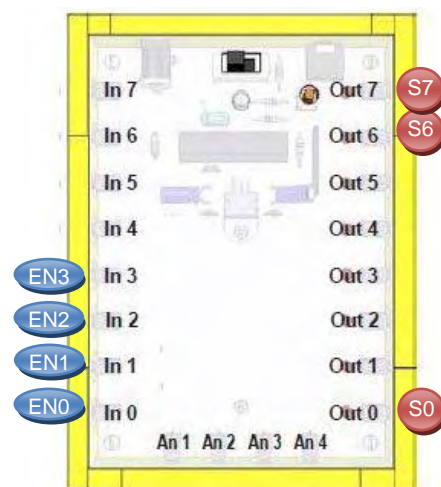 In 7 Out 7 S7
In 6 Out 6 S6
In 5 Out 5
In 4 Out 4
EN3 In 3 Out 3
EN2 In 2 Out 2
EN1 In 1 Out 1
EN0 In 0 Out 0 S0
An 1 An 2 An 3 An 4